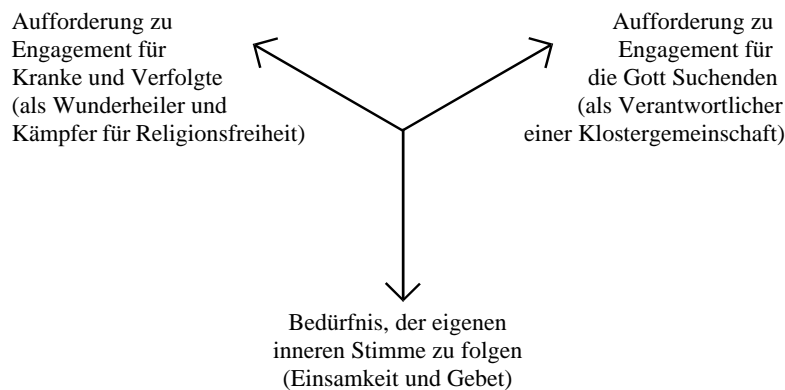 Aufforderung zu
Engagement für
Kranke und Verfolgte
(als Wunderheiler und
Kämpfer für Religionsfreiheit)
Aufforderung zu
Engagement für
die Gott Suchenden
(als Verantwortlicher
einer Klostergemeinschaft)
Bedürfnis, der eigenen
inneren Stimme zu folgen
(Einsamkeit und Gebet)